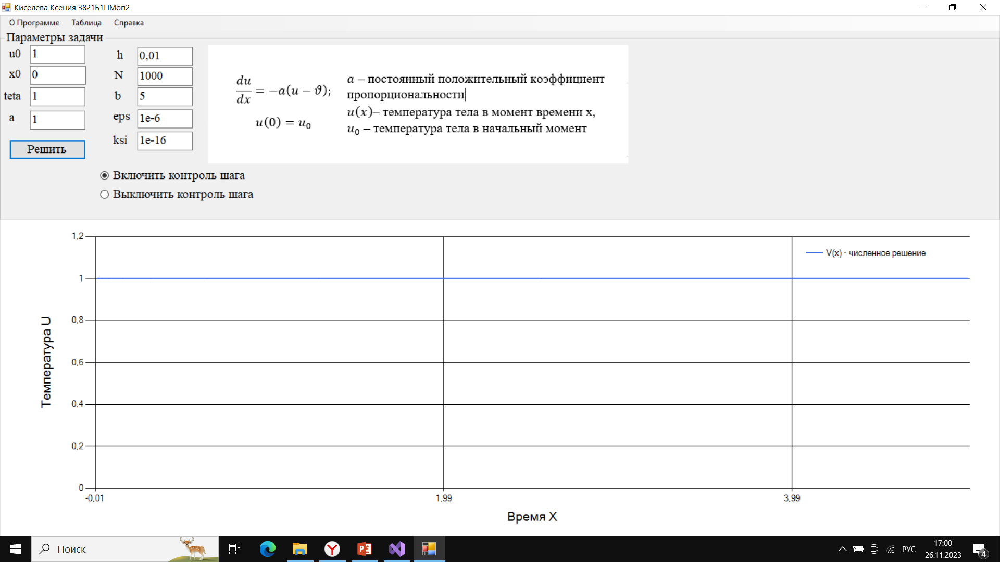 Киселева Ксения 3821Б1ПМоп2
О Программе Таблица Справка
Параметры задачи
u0 1
x0 0
teta 1
a 1
Решить
h 0,01
N 1000
b 5
eps 1e-6
ksi 1e-16
Включить контроль шага
Выключить контроль шага
du/dx = −a(u − ϑ);
u(0) = u₀
a – постоянный положительный коэффициент
пропорциональности
u(x)– температура тела в момент времени x,
u₀ – температура тела в начальный момент
V(x) - численное решение
1,2
1
0,8
0,6
0,4
0,2
0
Температура U
-0,01 1,99 3,99
Время X
Поиск
РУС
17:00
26.11.2023
4